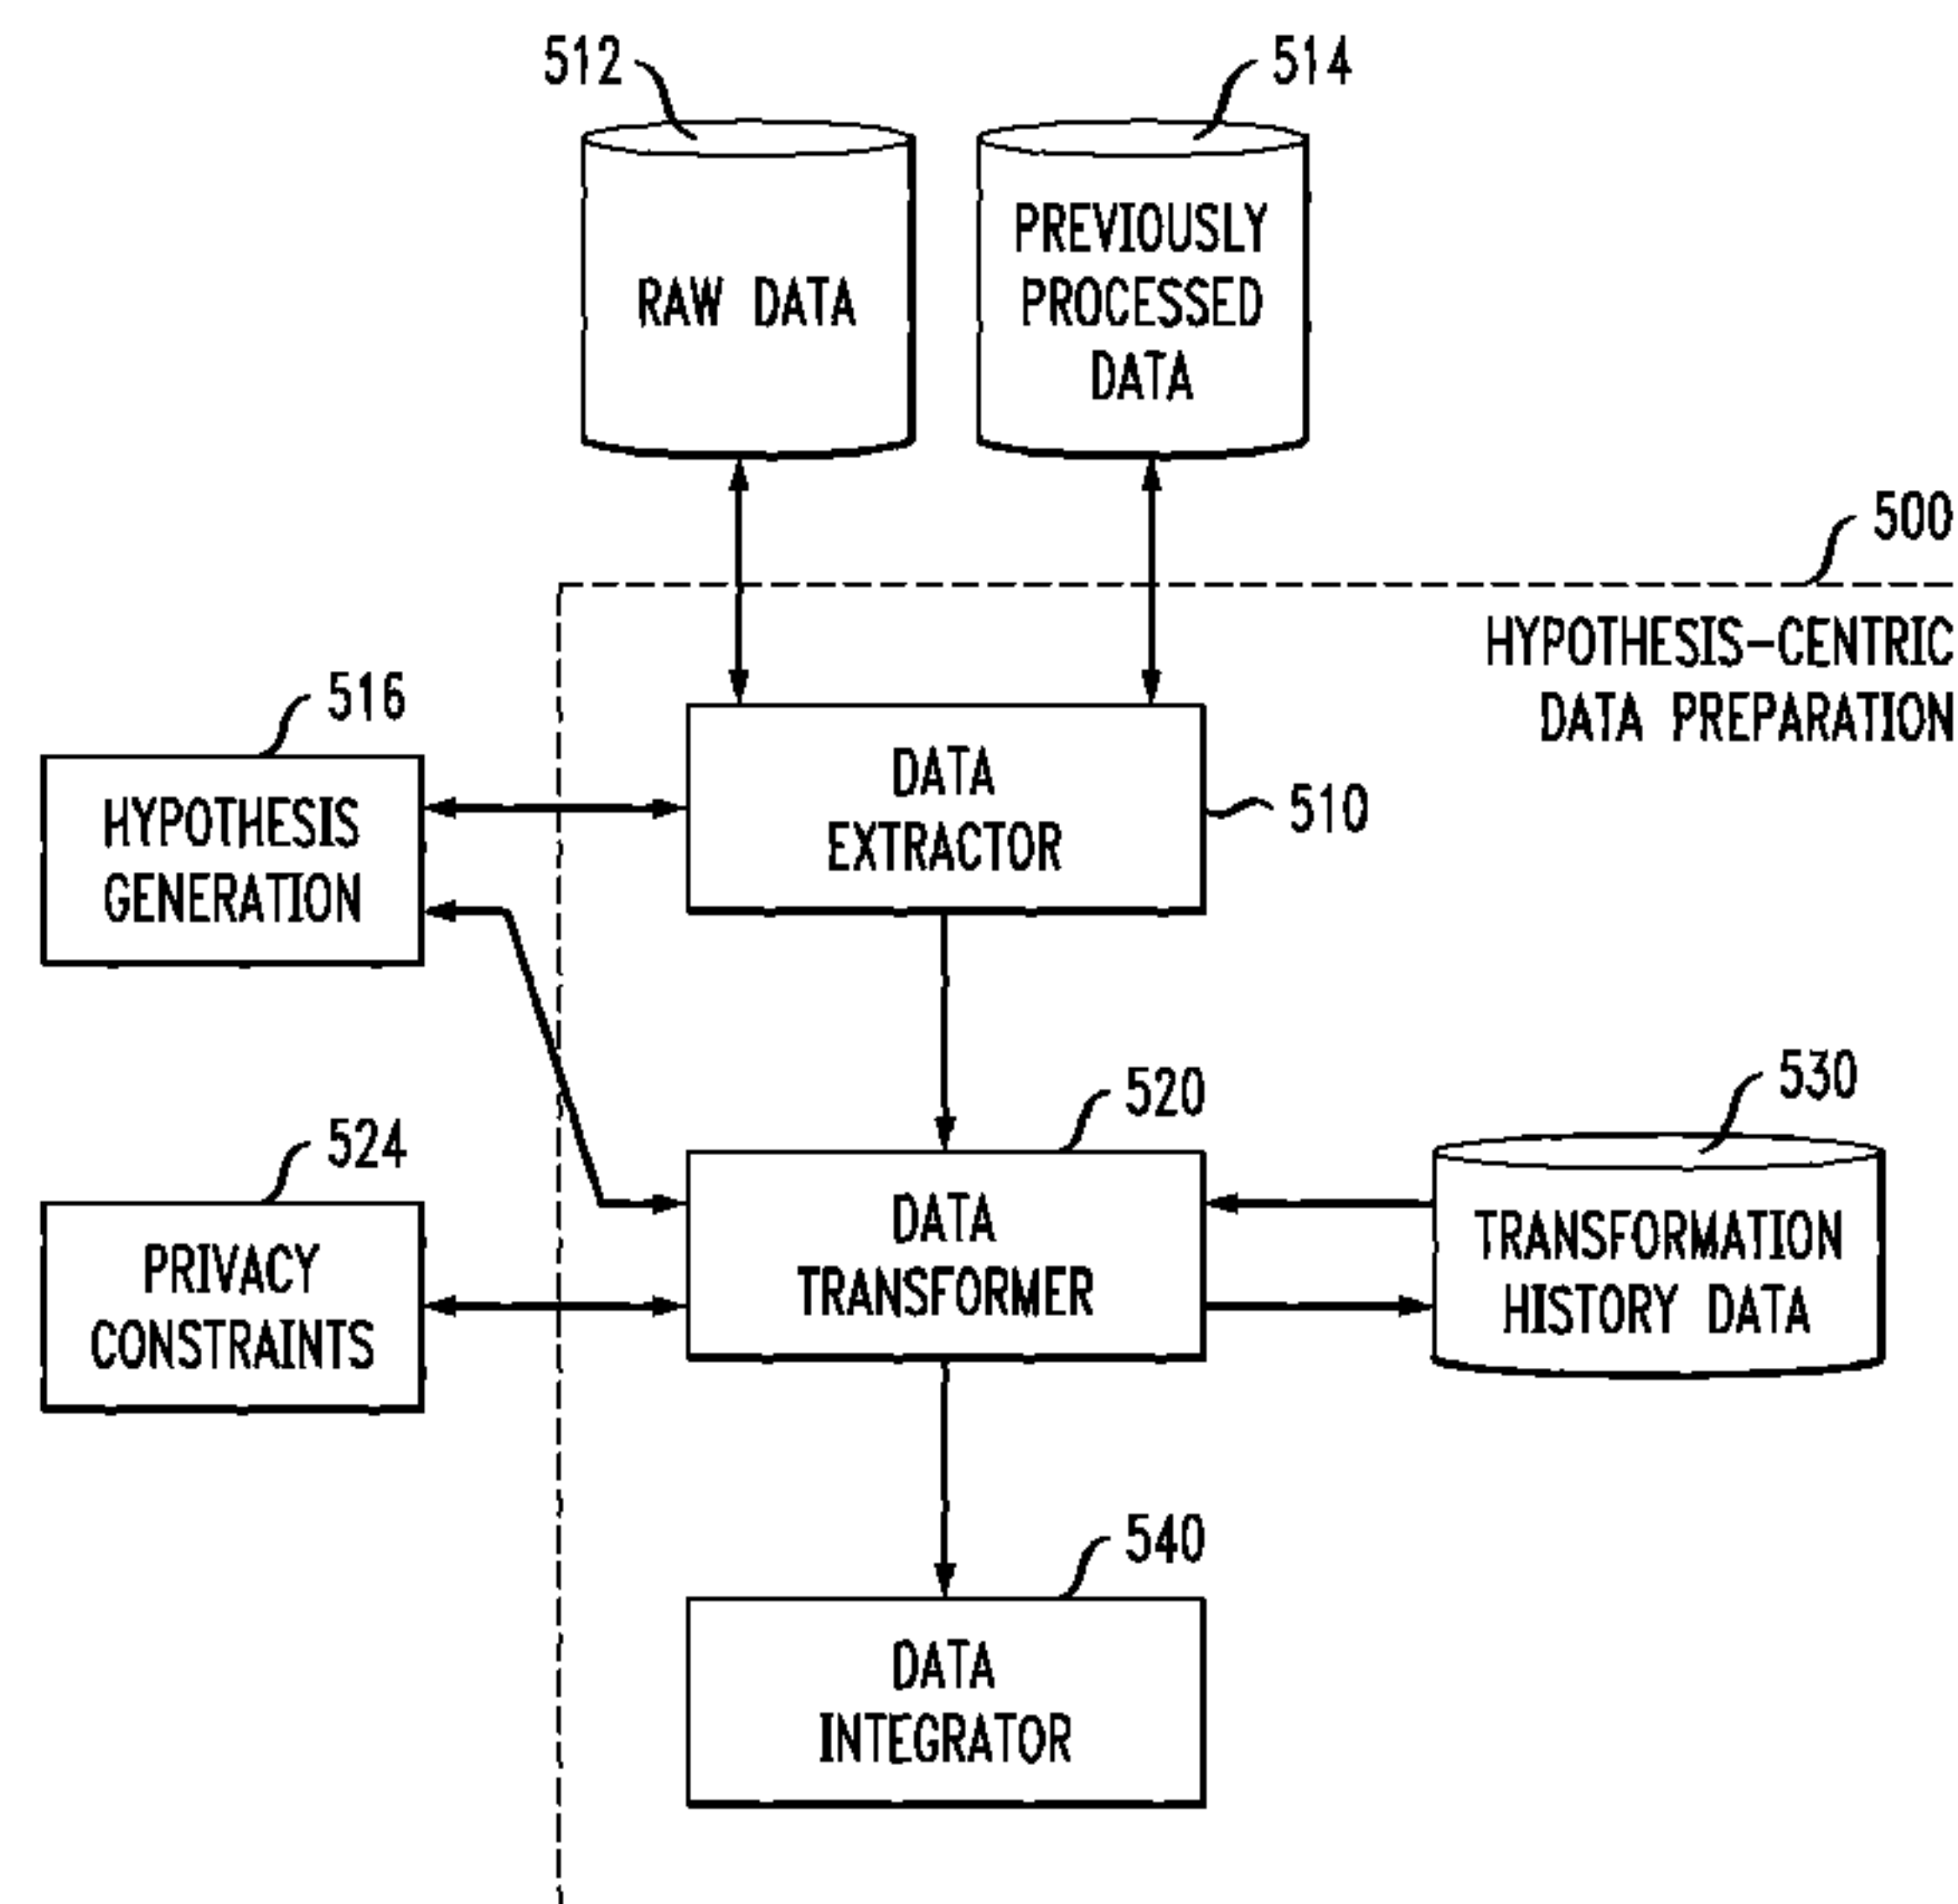 512
514
RAW DATA
PREVIOUSLY
PROCESSED
DATA
500
HYPOTHESIS-CENTRIC
DATA PREPARATION
516
HYPOTHESIS
GENERATION
DATA
EXTRACTOR
510
524
PRIVACY
CONSTRAINTS
520
DATA
TRANSFORMER
530
TRANSFORMATION
HISTORY DATA
540
DATA
INTEGRATOR